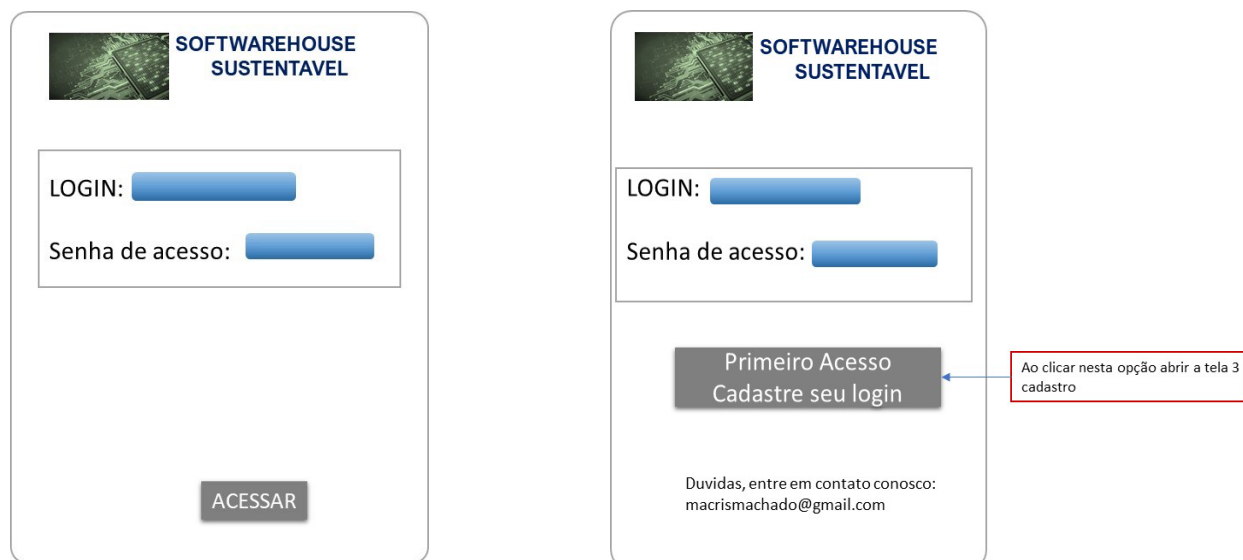 SOFTWAREHOUSE
SUSTENTAVEL
LOGIN:
Senha de acesso:
ACESSAR
SOFTWAREHOUSE
SUSTENTAVEL
LOGIN:
Senha de acesso:
Primeiro Acesso
Cadastre seu login
Ao clicar nesta opção abrir a tela 3
cadastro
Duvidas, entre em contato conosco:
macrismachado@gmail.com